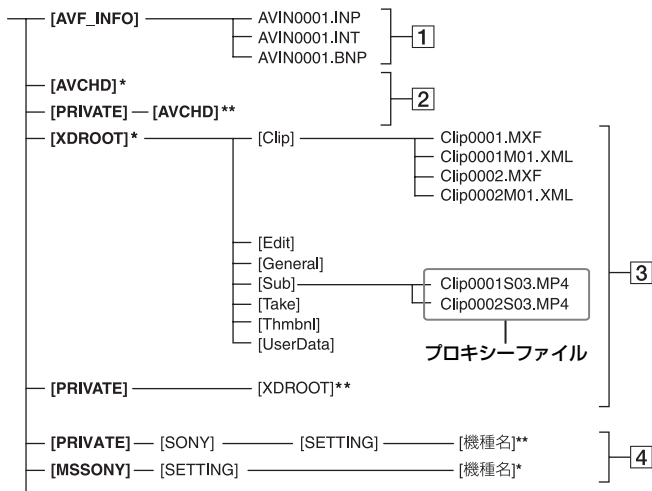 [AVF_INFO] AVIN0001.INP
AVIN0001.INT
AVIN0001.BNP
1
[AVCHD]*
[PRIVATE] [AVCHD]**
2
[XDROOT]* [Clip] Clip0001.MXF
Clip0001M01.XML
Clip0002.MXF
Clip0002M01.XML
[Edit]
[General]
[Sub] Clip0001S03.MP4
[Take] Clip0002S03.MP4
[Thmbnl]
[UserData]
プロキシーファイル
3
[PRIVATE] [XDROOT]**
[PRIVATE] [SONY] [SETTING] [機種名]**
[MSSONY] [SETTING] [機種名]*
4